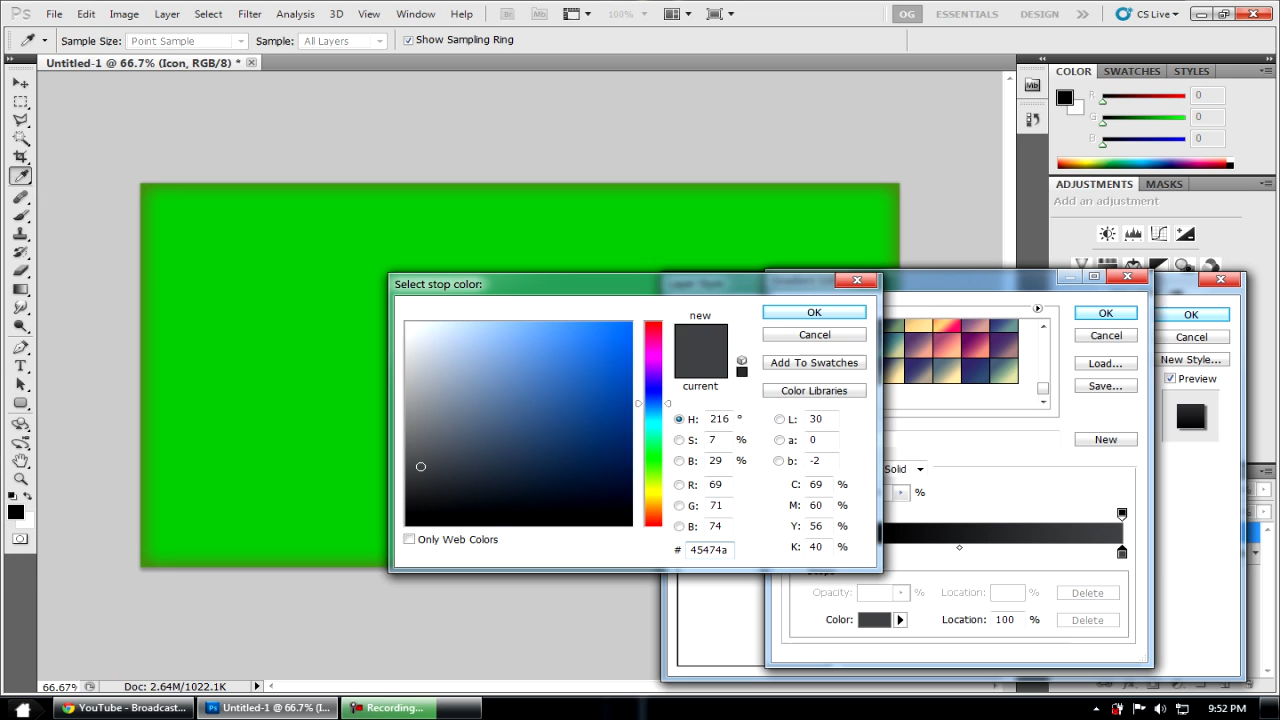 PS File Edit Image Layer Select Filter Analysis 3D View Window Help Br Mb 100% OG ESSENTIALS DESIGN CS Live
Sample Size: Point Sample Sample: All Layers Show Sampling Ring
Untitled-1 @ 66.7% (Icon, RGB/8) *
COLOR SWATCHES STYLES
Mb
R 0
G 0
B 0
ADJUSTMENTS MASKS
Add an adjustment
Select stop color:
new
current
OK
Cancel
Add To Swatches
Color Libraries
H: 216 °
S: 7 %
B: 29 %
R: 69
G: 71
B: 74
# 45474a
L: 30
a: 0
b: -2
C: 69 %
M: 60 %
Y: 56 %
K: 40 %
Only Web Colors
OK
Cancel
Load...
Save...
New
Solid
%
Opacity: % Location: % Delete
Color: Location: 100 % Delete
OK
Cancel
New Style...
Preview
66.67% Doc: 2.64M/1022.1K
YouTube - Broadcast... Untitled-1 @ 66.7% (I... Recording... 9:52 PM